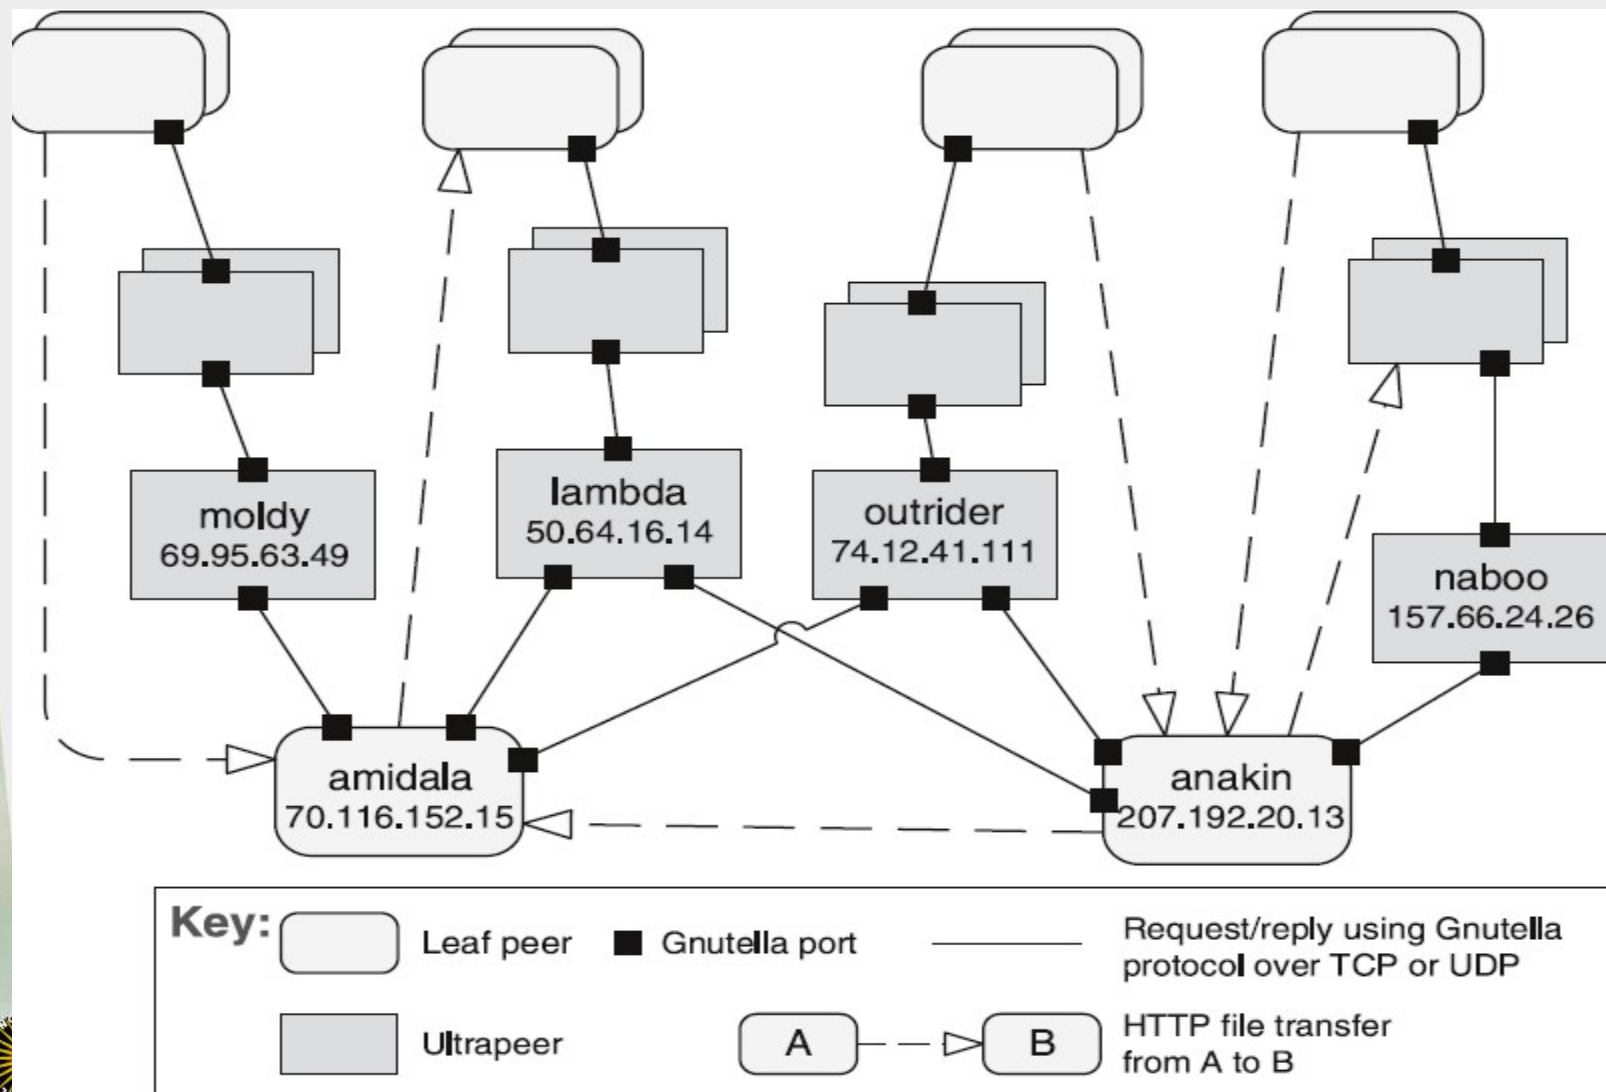 moldy
69.95.63.49
lambda
50.64.16.14
outrider
74.12.41.111
naboo
157.66.24.26
amidala
70.116.152.15
anakin
207.192.20.13
Key:
Leaf peer
Gnutella port
Request/reply using Gnutella
protocol over TCP or UDP
Ultrapeer
A
B
HTTP file transfer
from A to B